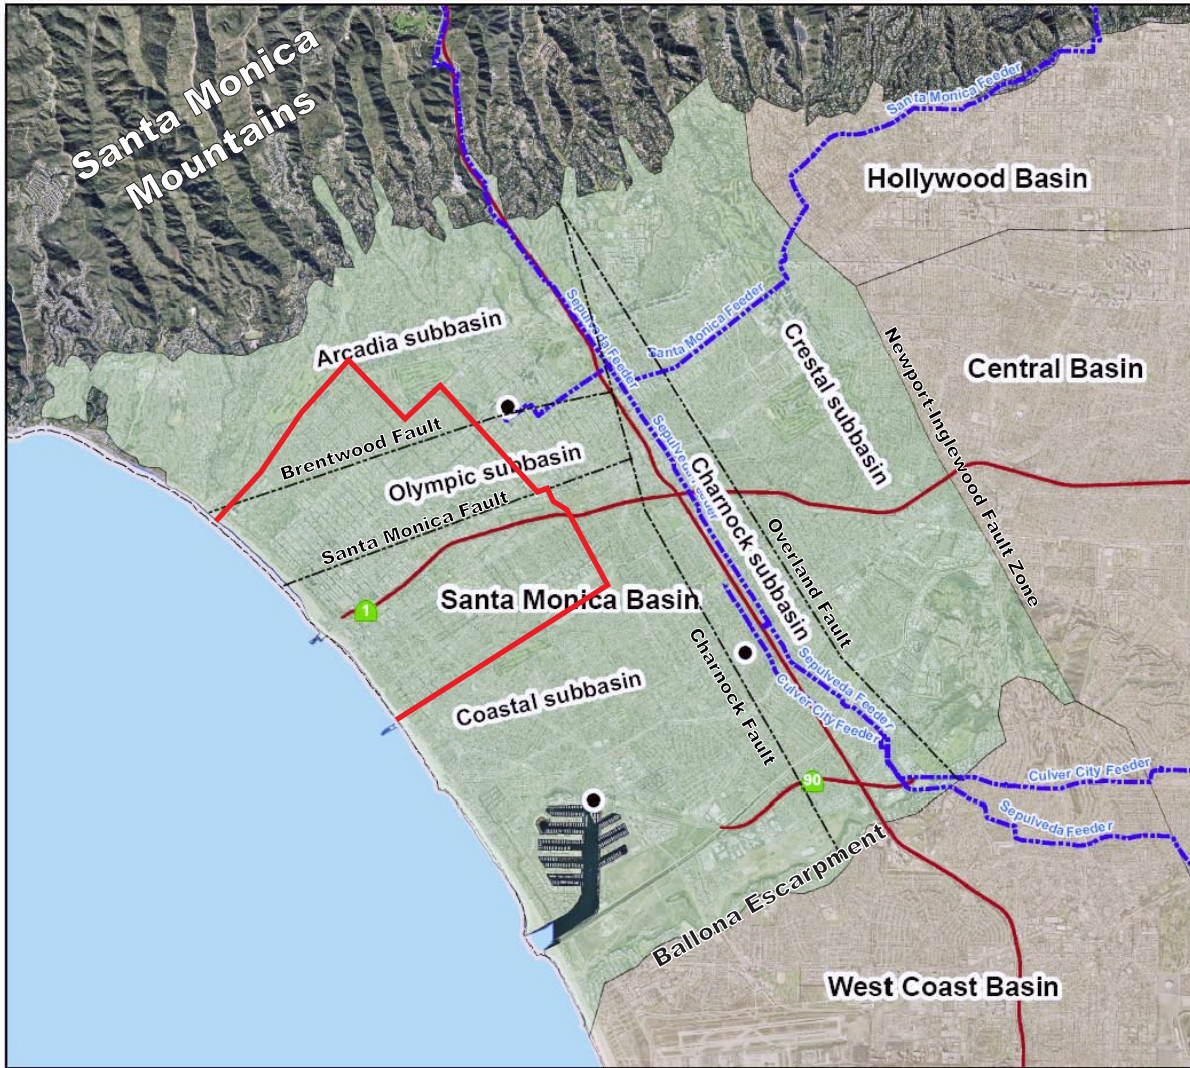 Santa Monica
Mountains
Santa Monica Feeder
Hollywood Basin
Arcadia subbasin
Sepulveda Feeder
Santa Monica Feeder
Crestal subbasin
Newport-Inglewood Fault Zone
Central Basin
Brentwood Fault
Olympic subbasin
Sepulveda Feeder
Charnock subbasin
Santa Monica Fault
Overland Fault
1
Santa Monica Basin
Charnock Fault
Coastal subbasin
Sepulveda Feeder
Culver City Feeder
90
Culver City Feeder
Sepulveda Feeder
Ballona Escarpment
West Coast Basin